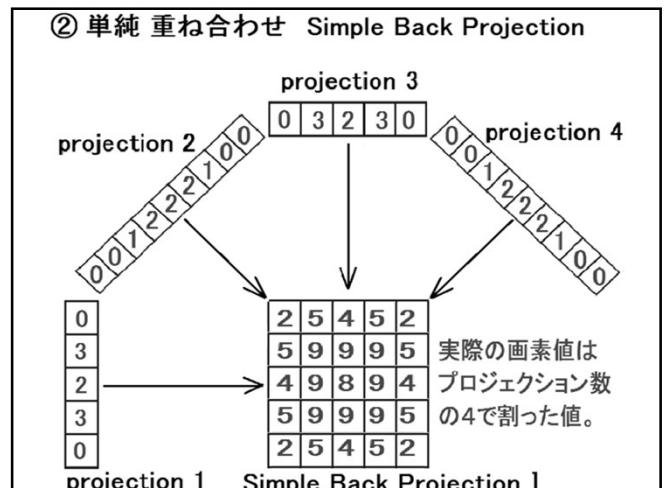 ② 単純 重ね合わせ Simple Back Projection
projection 3
0 3 2 3 0
projection 2
0 0 1 2 2 2 1 0 0
projection 4
0 0 1 2 2 2 1 0 0
0
3
2
3
0
2 5 4 5 2
5 9 9 9 5
4 9 8 9 4
5 9 9 9 5
2 5 4 5 2
実際の画素値は
プロジェクション数
の4で割った値。
projection 1
Simple Back Projection